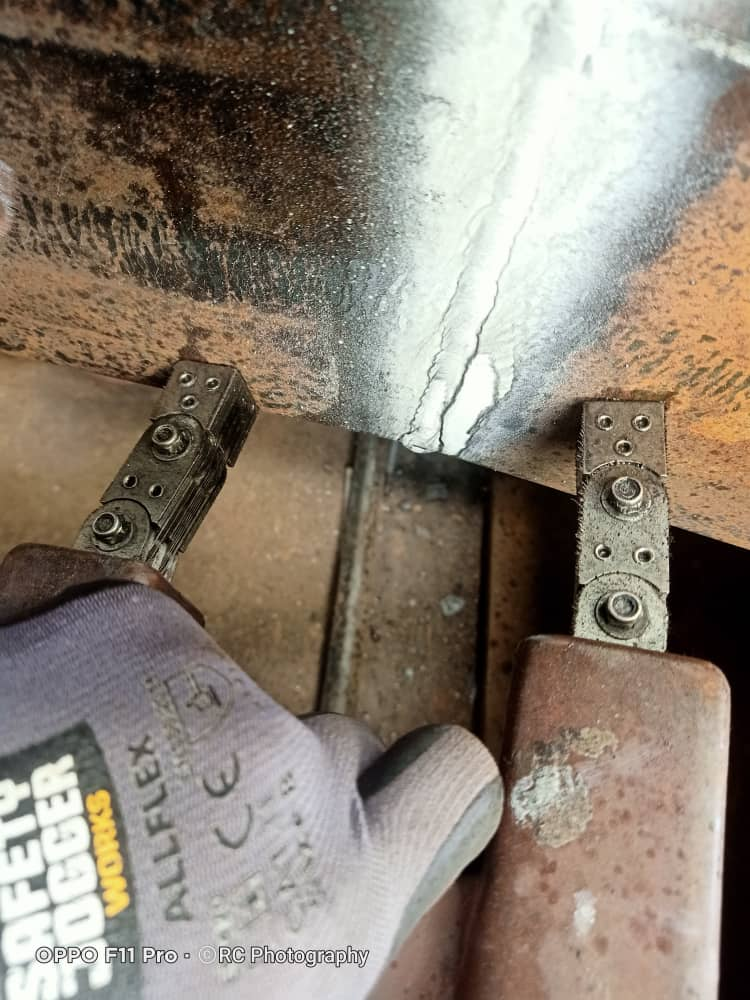 SAFETY
JOGGER
WORKS
ALLFLEX
CE
OPPO F11 Pro · ©RC Photography